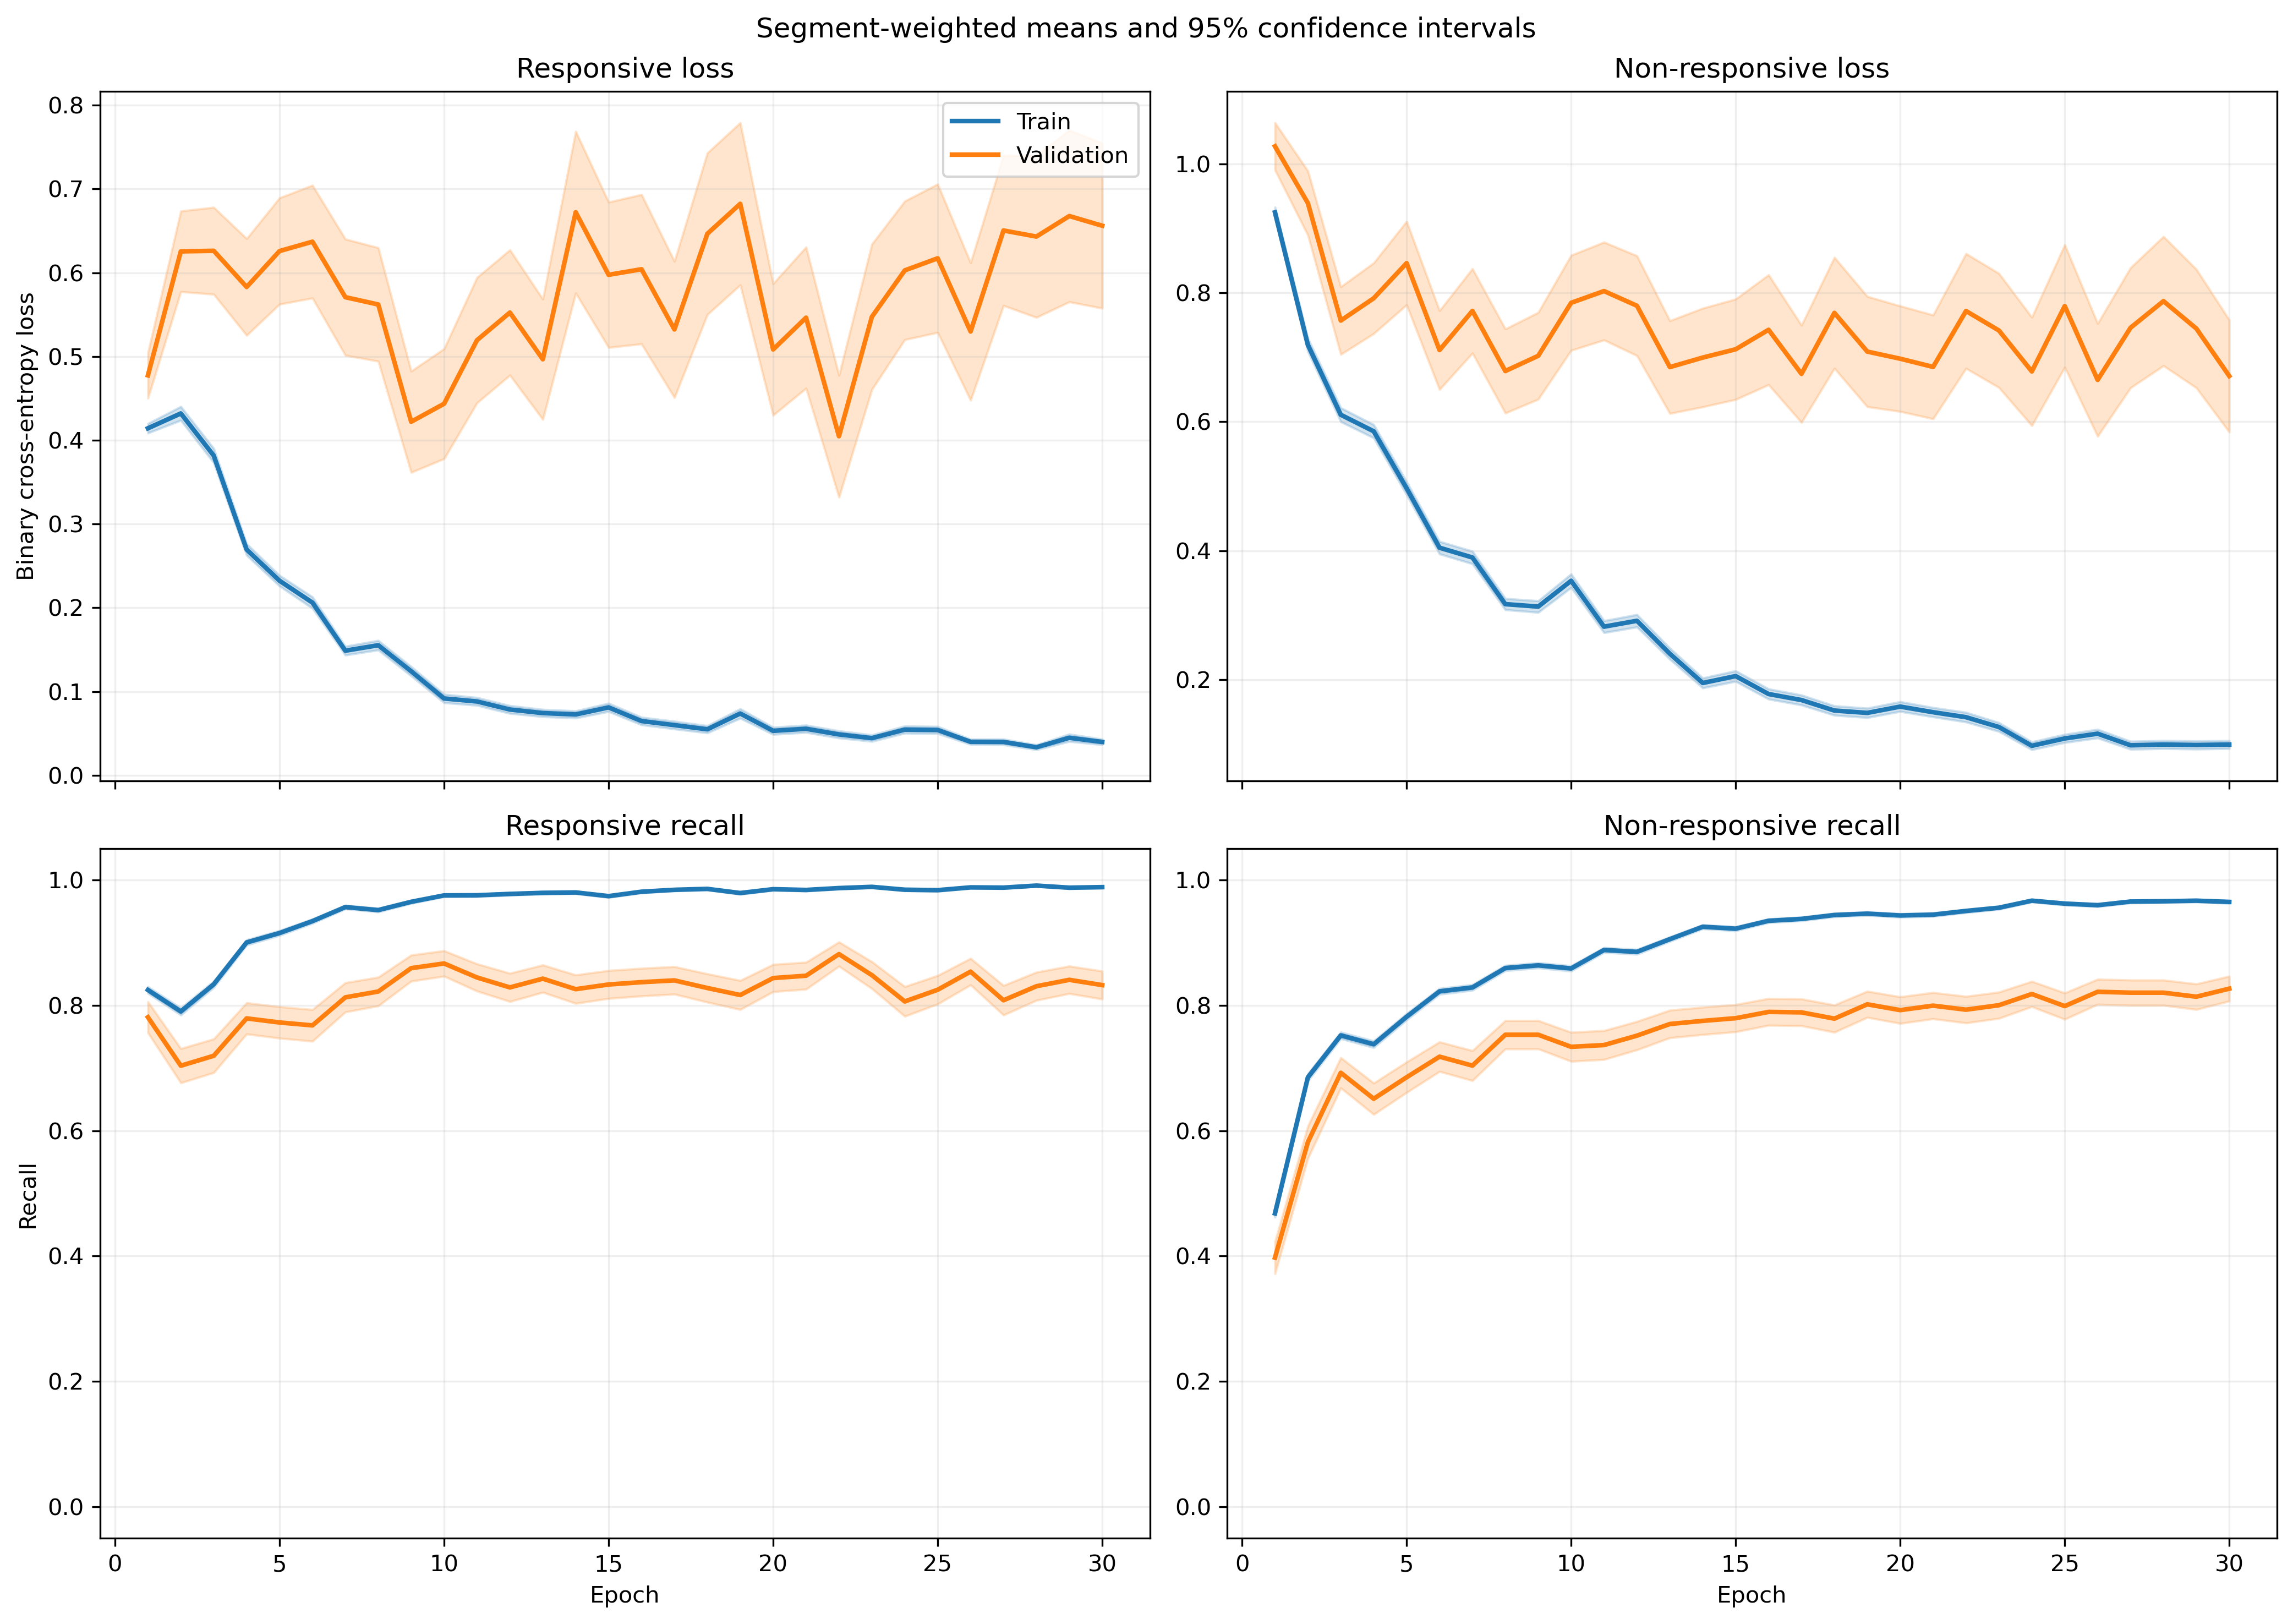 Segment-weighted means and 95% confidence intervals
Responsive loss
Non-responsive loss
Binary cross-entropy loss
0.8
0.7
0.6
0.5
0.4
0.3
0.2
0.1
0.0
Train
Validation
1.0
0.8
0.6
0.4
0.2
Responsive recall
Non-responsive recall
Recall
1.0
0.8
0.6
0.4
0.2
0.0
0 5 10 15 20 25 30
Epoch
1.0
0.8
0.6
0.4
0.2
0.0
0 5 10 15 20 25 30
Epoch